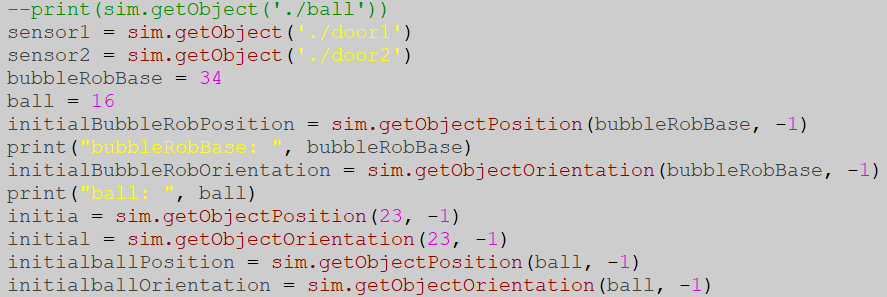 --print(sim.getObject('./ball'))
sensor1 = sim.getObject('./door1')
sensor2 = sim.getObject('./door2')
bubbleRobBase = 34
ball = 16
initialBubbleRobPosition = sim.getObjectPosition(bubbleRobBase, -1)
print("bubbleRobBase: ", bubbleRobBase)
initialBubbleRobOrientation = sim.getObjectOrientation(bubbleRobBase, -1)
print("ball: ", ball)
initia = sim.getObjectPosition(23, -1)
initial = sim.getObjectOrientation(23, -1)
initialballPosition = sim.getObjectPosition(ball, -1)
initialballOrientation = sim.getObjectOrientation(ball, -1)